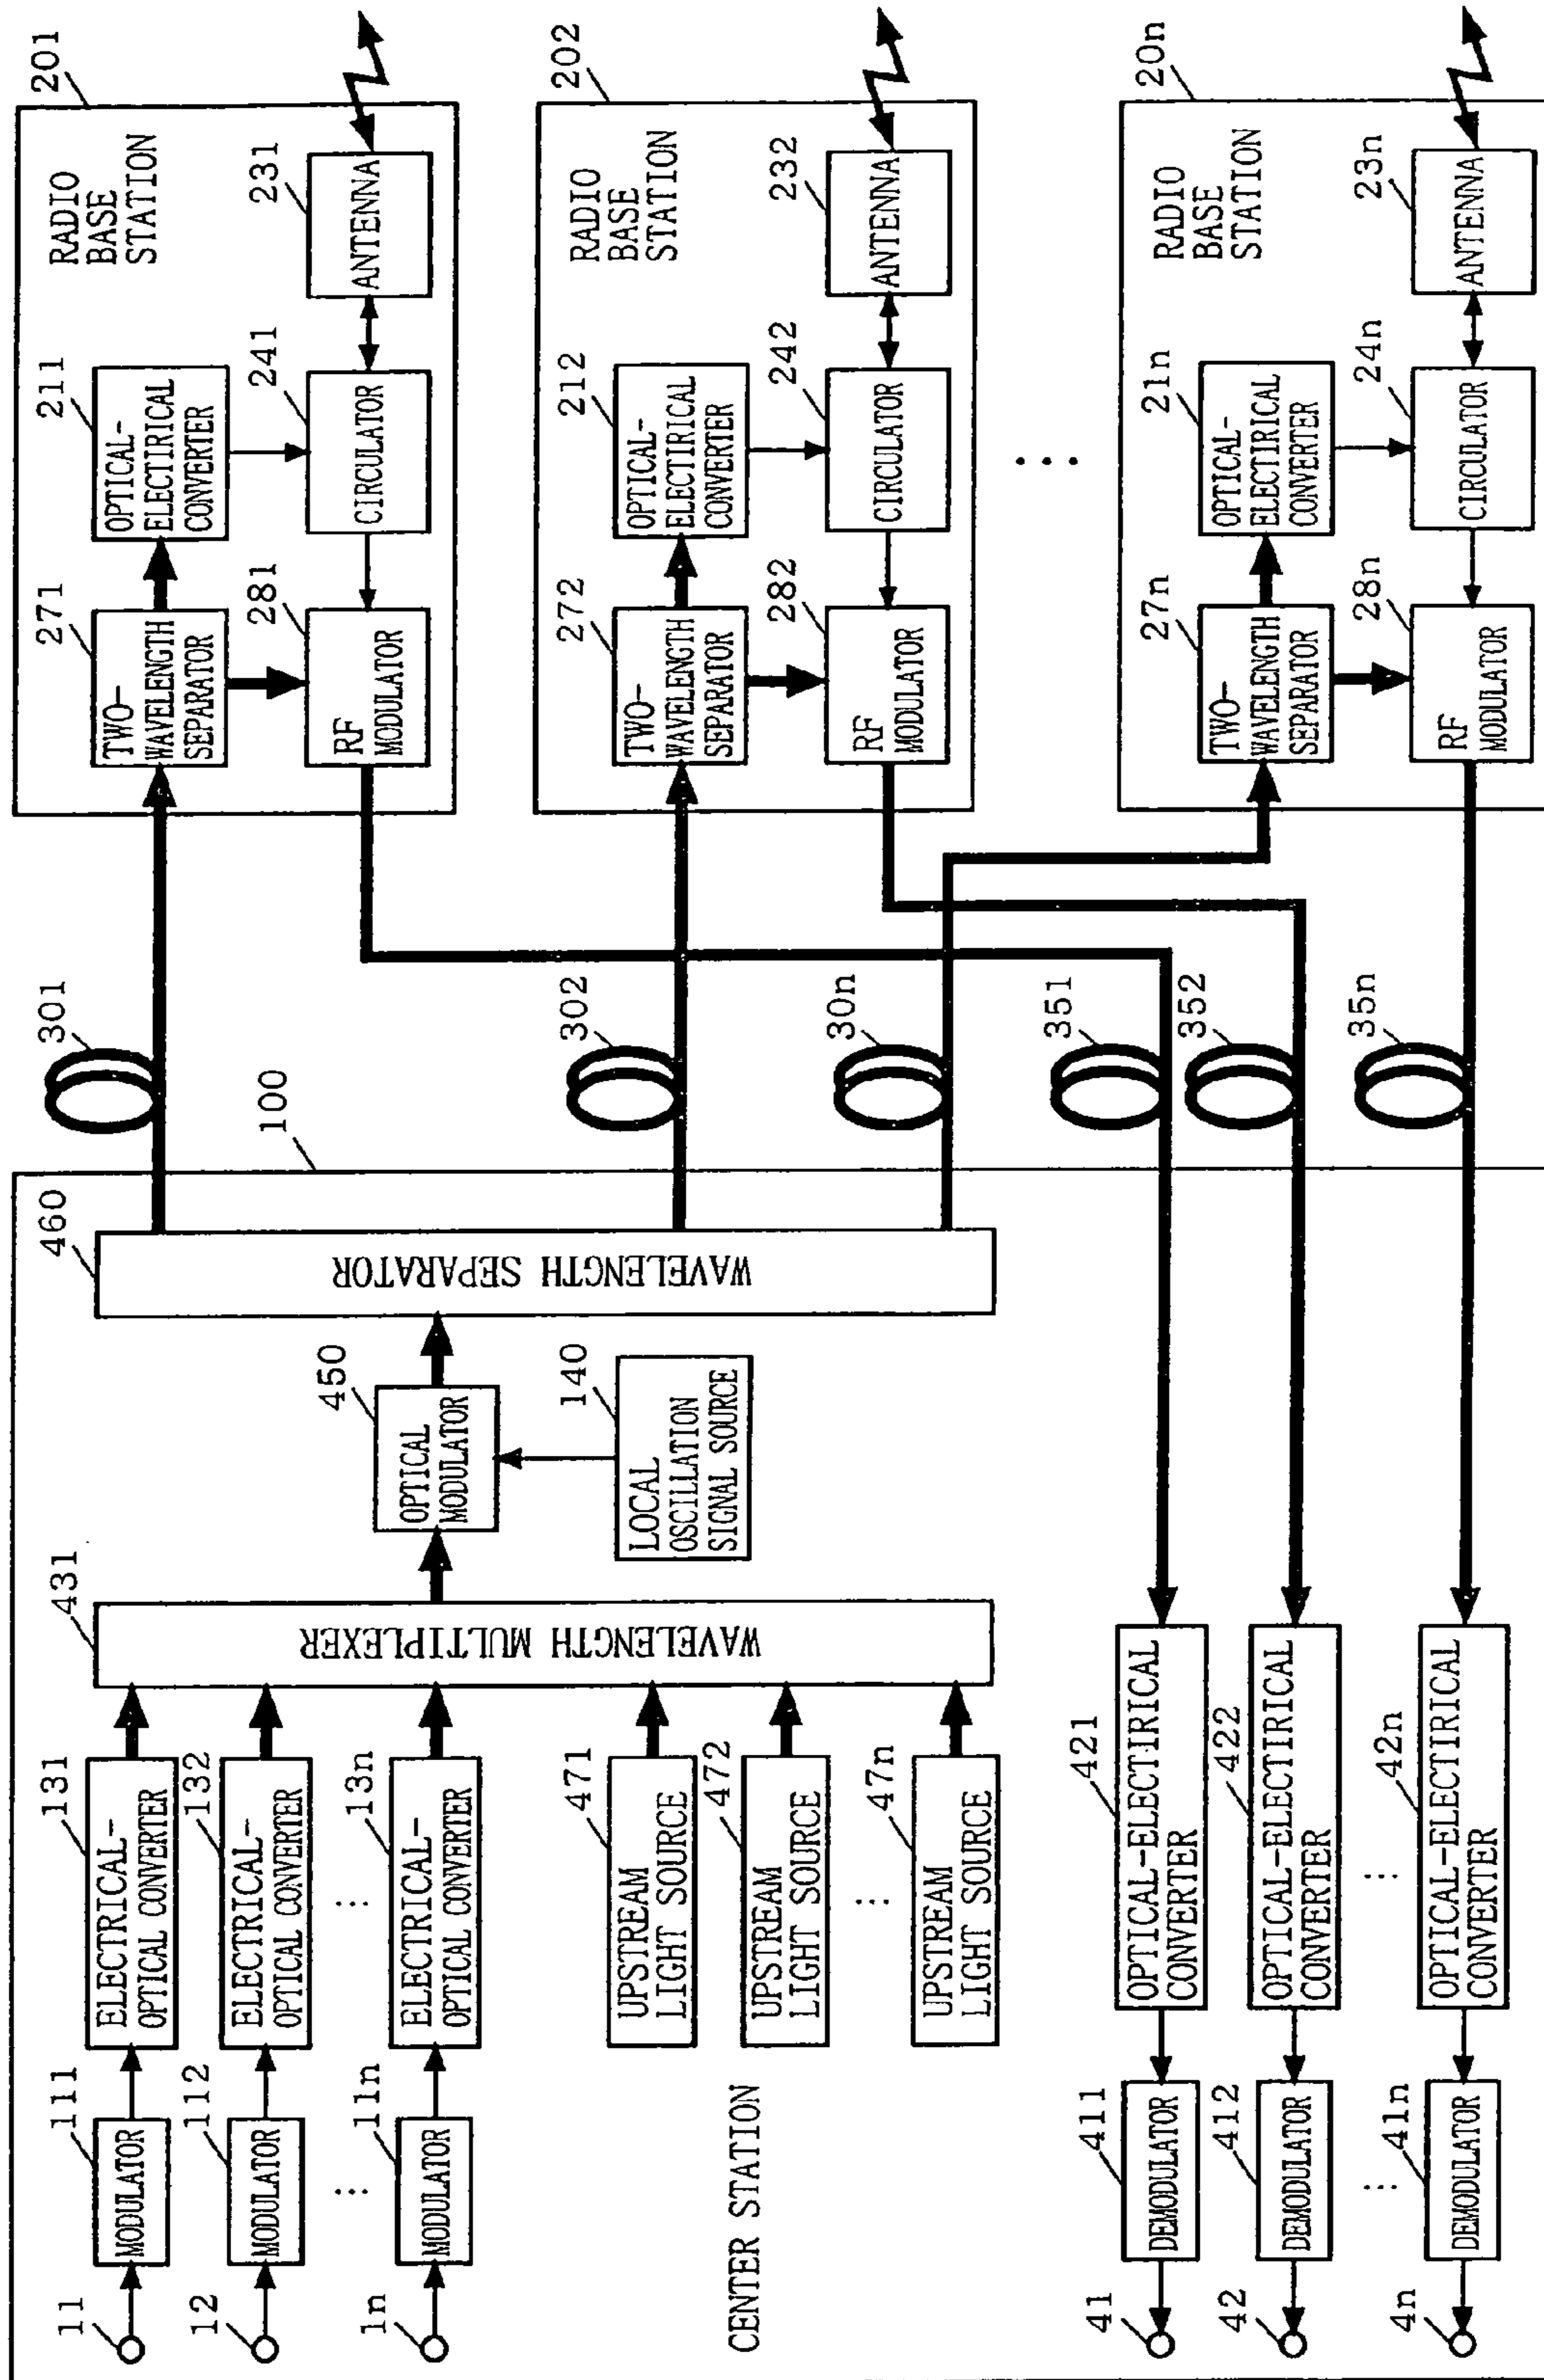 11
111
MODULATOR
131
ELECTRICAL-
OPTICAL CONVERTER
12
112
MODULATOR
132
ELECTRICAL-
OPTICAL CONVERTER
⋮
⋮
1n
11n
MODULATOR
13n
ELECTRICAL-
OPTICAL CONVERTER
471
UPSTREAM
LIGHT SOURCE
472
UPSTREAM
LIGHT SOURCE
⋮
47n
UPSTREAM
LIGHT SOURCE
CENTER STATION
431
WAVELENGTH MULTIPLEXER
450
OPTICAL
MODULATOR
140
LOCAL
OSCILLATION
SIGNAL SOURCE
460
WAVELENGTH SEPARATOR
100
41
411
DEMODULATOR
421
OPTICAL-ELECTRICAL
CONVERTER
42
412
DEMODULATOR
422
OPTICAL-ELECTRICAL
CONVERTER
⋮
⋮
4n
41n
DEMODULATOR
42n
OPTICAL-ELECTRICAL
CONVERTER
301
302
30n
351
352
35n
201
RADIO
BASE
STATION
271
TWO-
WAVELENGTH
SEPARATOR
211
OPTICAL-
ELECTIRICAL
CONVERTER
281
RF
MODULATOR
241
CIRCULATOR
231
ANTENNA
202
RADIO
BASE
STATION
272
TWO-
WAVELENGTH
SEPARATOR
212
OPTICAL-
ELECTIRICAL
CONVERTER
282
RF
MODULATOR
242
CIRCULATOR
232
ANTENNA
...
20n
RADIO
BASE
STATION
27n
TWO-
WAVELENGTH
SEPARATOR
21n
OPTICAL-
ELECTIRICAL
CONVERTER
28n
RF
MODULATOR
24n
CIRCULATOR
23n
ANTENNA